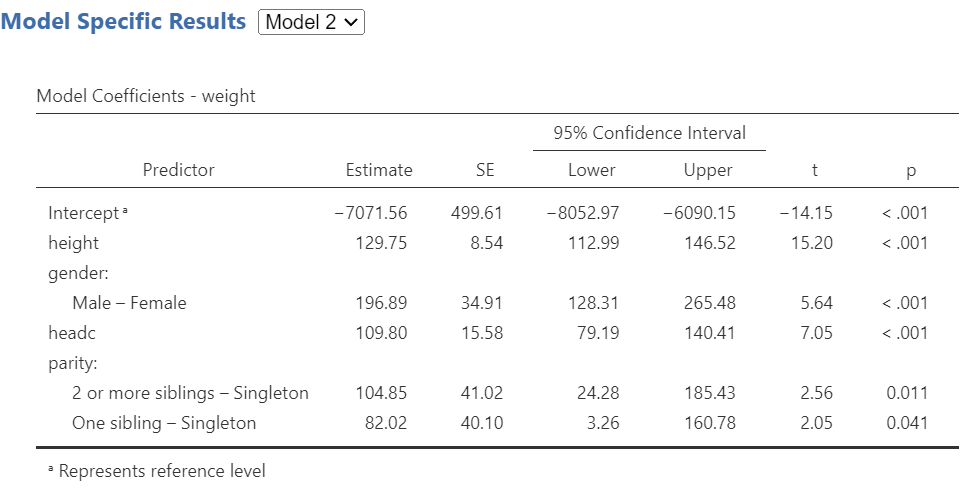 Model Specific Results Model 2
Model Coefficients - weight
95% Confidence Interval
Predictor Estimate SE Lower Upper t p
Intercept ᵃ −7071.56 499.61 −8052.97 −6090.15 −14.15 < .001
height 129.75 8.54 112.99 146.52 15.20 < .001
gender:
Male – Female 196.89 34.91 128.31 265.48 5.64 < .001
headc 109.80 15.58 79.19 140.41 7.05 < .001
parity:
2 or more siblings – Singleton 104.85 41.02 24.28 185.43 2.56 0.011
One sibling – Singleton 82.02 40.10 3.26 160.78 2.05 0.041
ᵃ Represents reference level